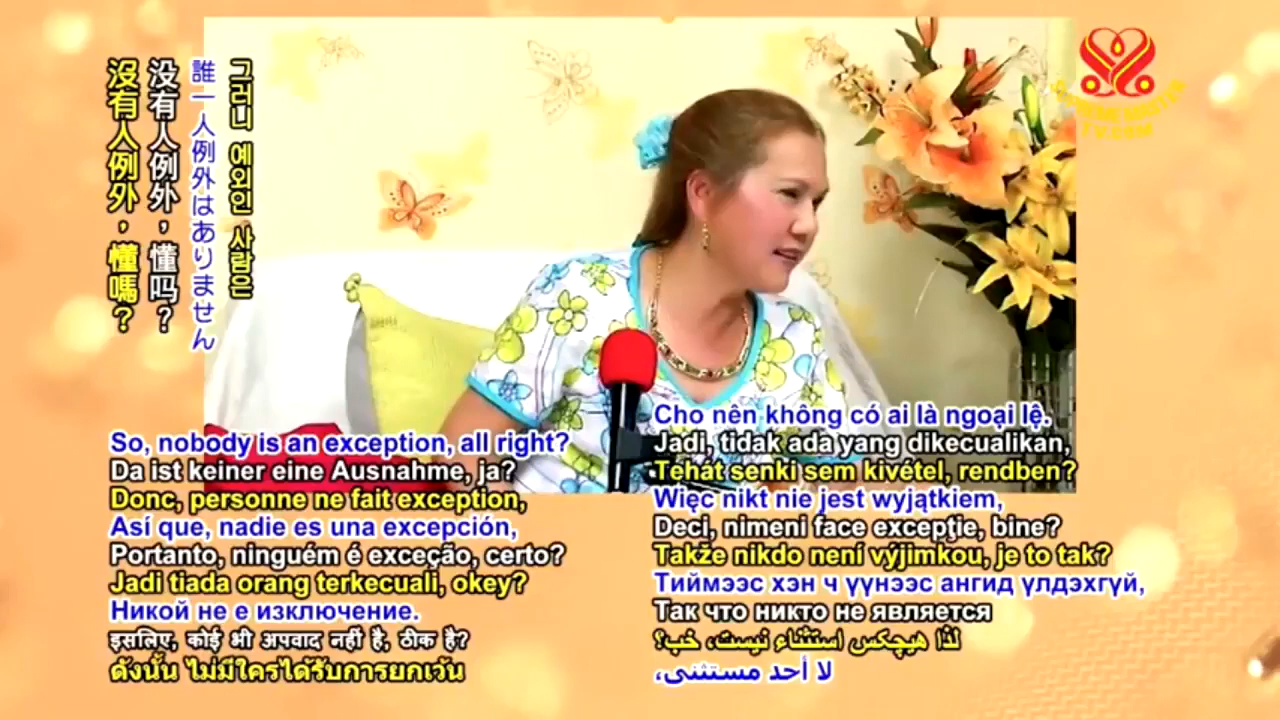 그러니 예외인 사람은
誰一人例外はありません
没有人例外，懂吗？
沒有人例外，懂嗎？
SUPREME MASTER
TV.COM
So, nobody is an exception, all right?
Da ist keiner eine Ausnahme, ja?
Donc, personne ne fait exception,
Así que, nadie es una excepción,
Portanto, ninguém é exceção, certo?
Jadi tiada orang terkecuali, okey?
Никой не е изключение.
इसलिए, कोई भी अपवाद नहीं है, ठीक है?
ดังนั้น ไม่มีใครได้รับการยกเว้น
Cho nên không có ai là ngoại lệ.
Jadi, tidak ada yang dikecualikan,
Tehát senki sem kivétel, rendben?
Więc nikt nie jest wyjątkiem,
Deci, nimeni face excepţie, bine?
Takže nikdo není výjimkou, je to tak?
Тиймээс хэн ч үүнээс ангид үлдэхгүй,
Так что никто не является
لذا هیچکس استثناء نیست، خب؟
لا أحد مستثنى،